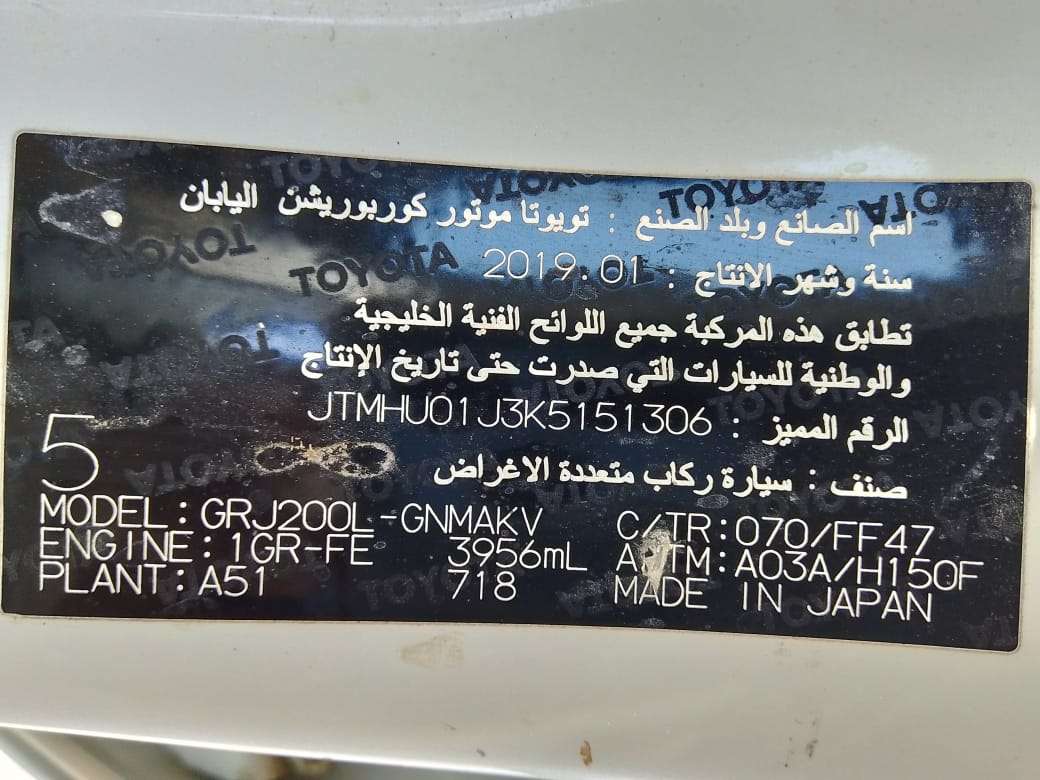 اسم الصانع وبلد الصنع : تويوتا موتور كوربوريشن اليابان
سنة وشهر الانتاج : 2019.01
تطابق هذه المركبة جميع اللوائح الفنية الخليجية
والوطنية للسيارات التي صدرت حتى تاريخ الإنتاج
الرقم المميز : JTMHU01J3K5151306
صنف : سيارة ركاب متعددة الاغراض
5
MODEL: GRJ200L-GNMAKV C/TR: 070/FF47
ENGINE: 1GR-FE 3956mL A/TM: A03A/H150F
PLANT: A51 718 MADE IN JAPAN